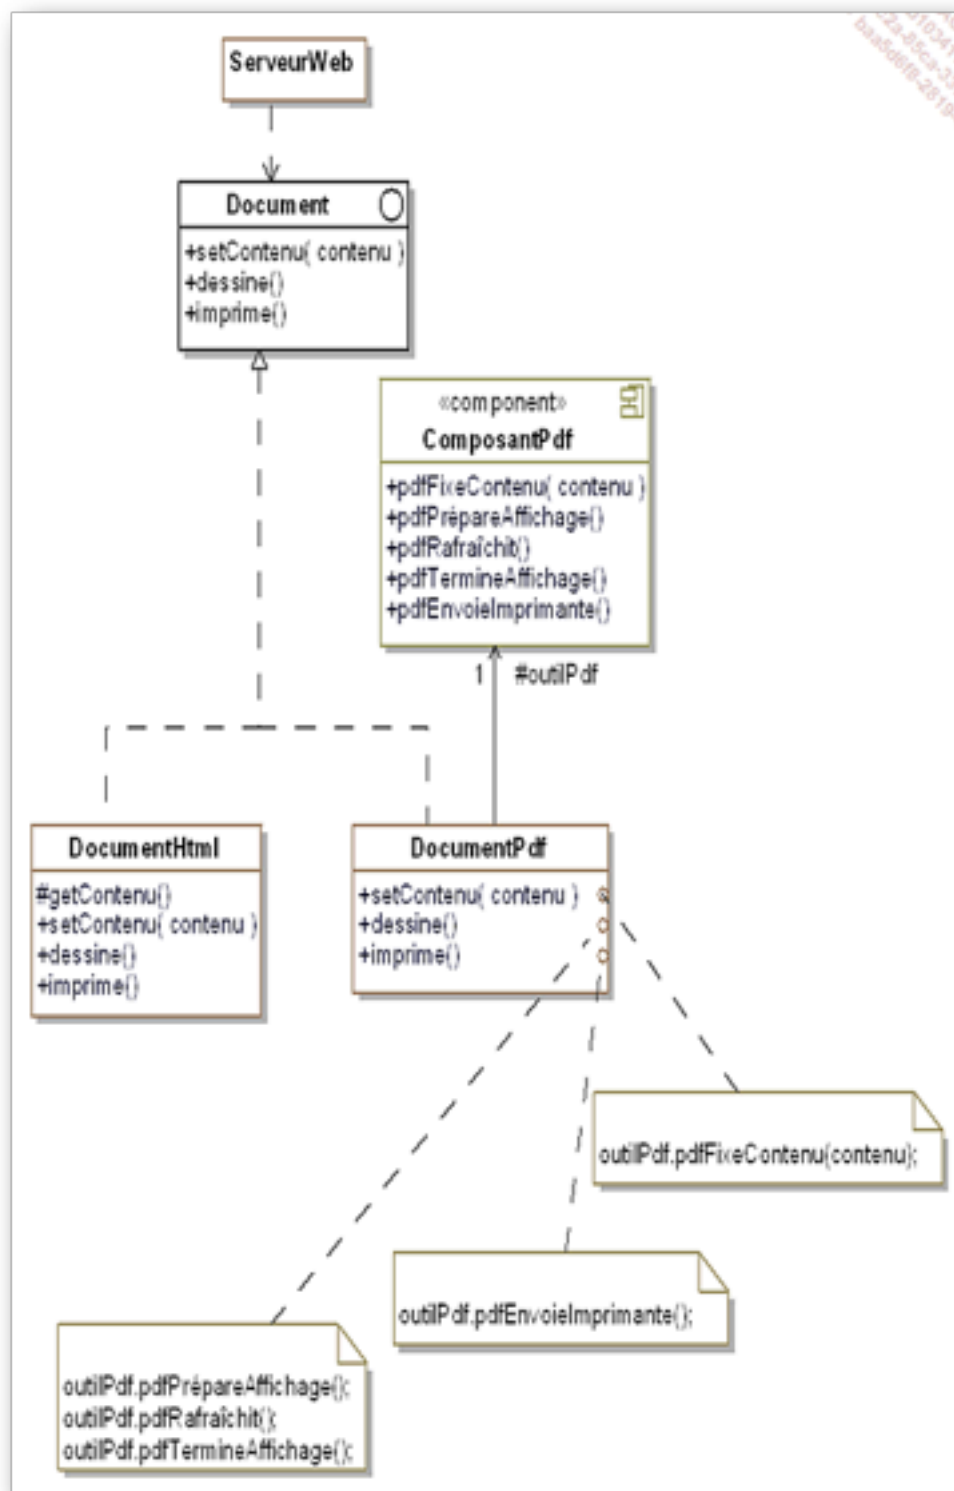 ServeurWeb
Document
+setContenu( contenu )
+dessine()
+imprime()
«component»
ComposantPdf
+pdfFixeContenu( contenu )
+pdfPrépareAffichage()
+pdfRafraîchit()
+pdfTermineAffichage()
+pdfEnvoieImprimante()
1 #outilPdf
DocumentHtml
#getContenu()
+setContenu( contenu )
+dessine()
+imprime()
DocumentPdf
+setContenu( contenu )
+dessine()
+imprime()
outilPdf.pdfFixeContenu(contenu);
outilPdf.pdfEnvoieImprimante();
outilPdf.pdfPrépareAffichage();
outilPdf.pdfRafraîchit();
outilPdf.pdfTermineAffichage();